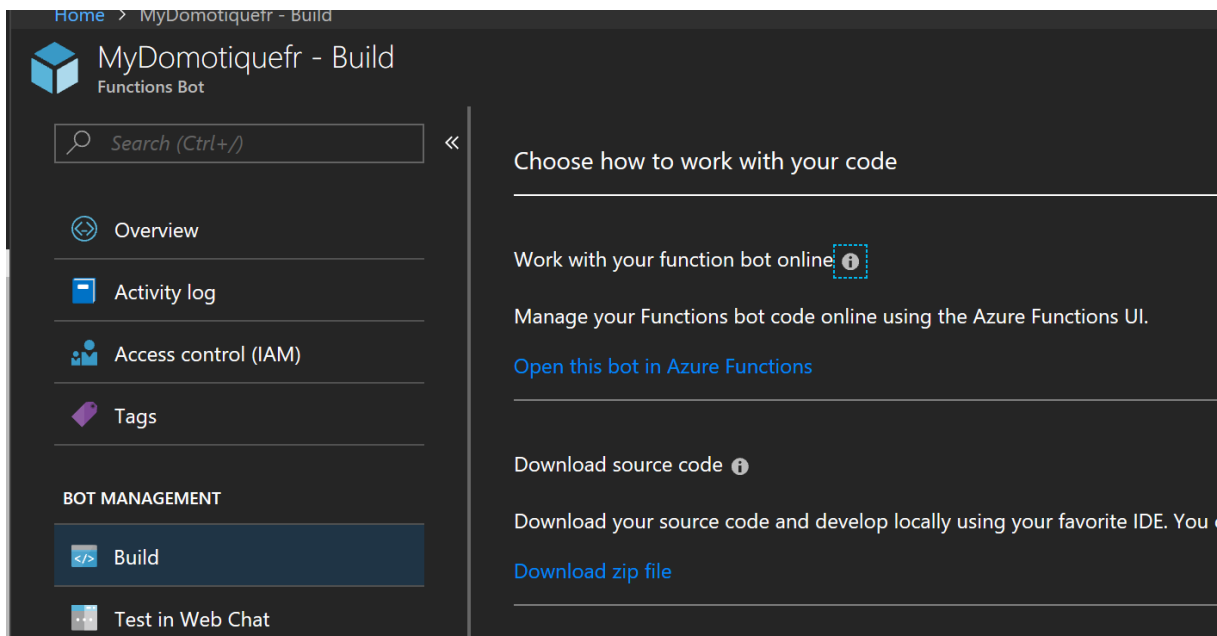 Home > MyDomotiquefr - Build
MyDomotiquefr - Build
Functions Bot
Search (Ctrl+/)
Overview
Activity log
Access control (IAM)
Tags
BOT MANAGEMENT
Build
Test in Web Chat
Choose how to work with your code
Work with your function bot online
Manage your Functions bot code online using the Azure Functions UI.
Open this bot in Azure Functions
Download source code
Download your source code and develop locally using your favorite IDE. You
Download zip file